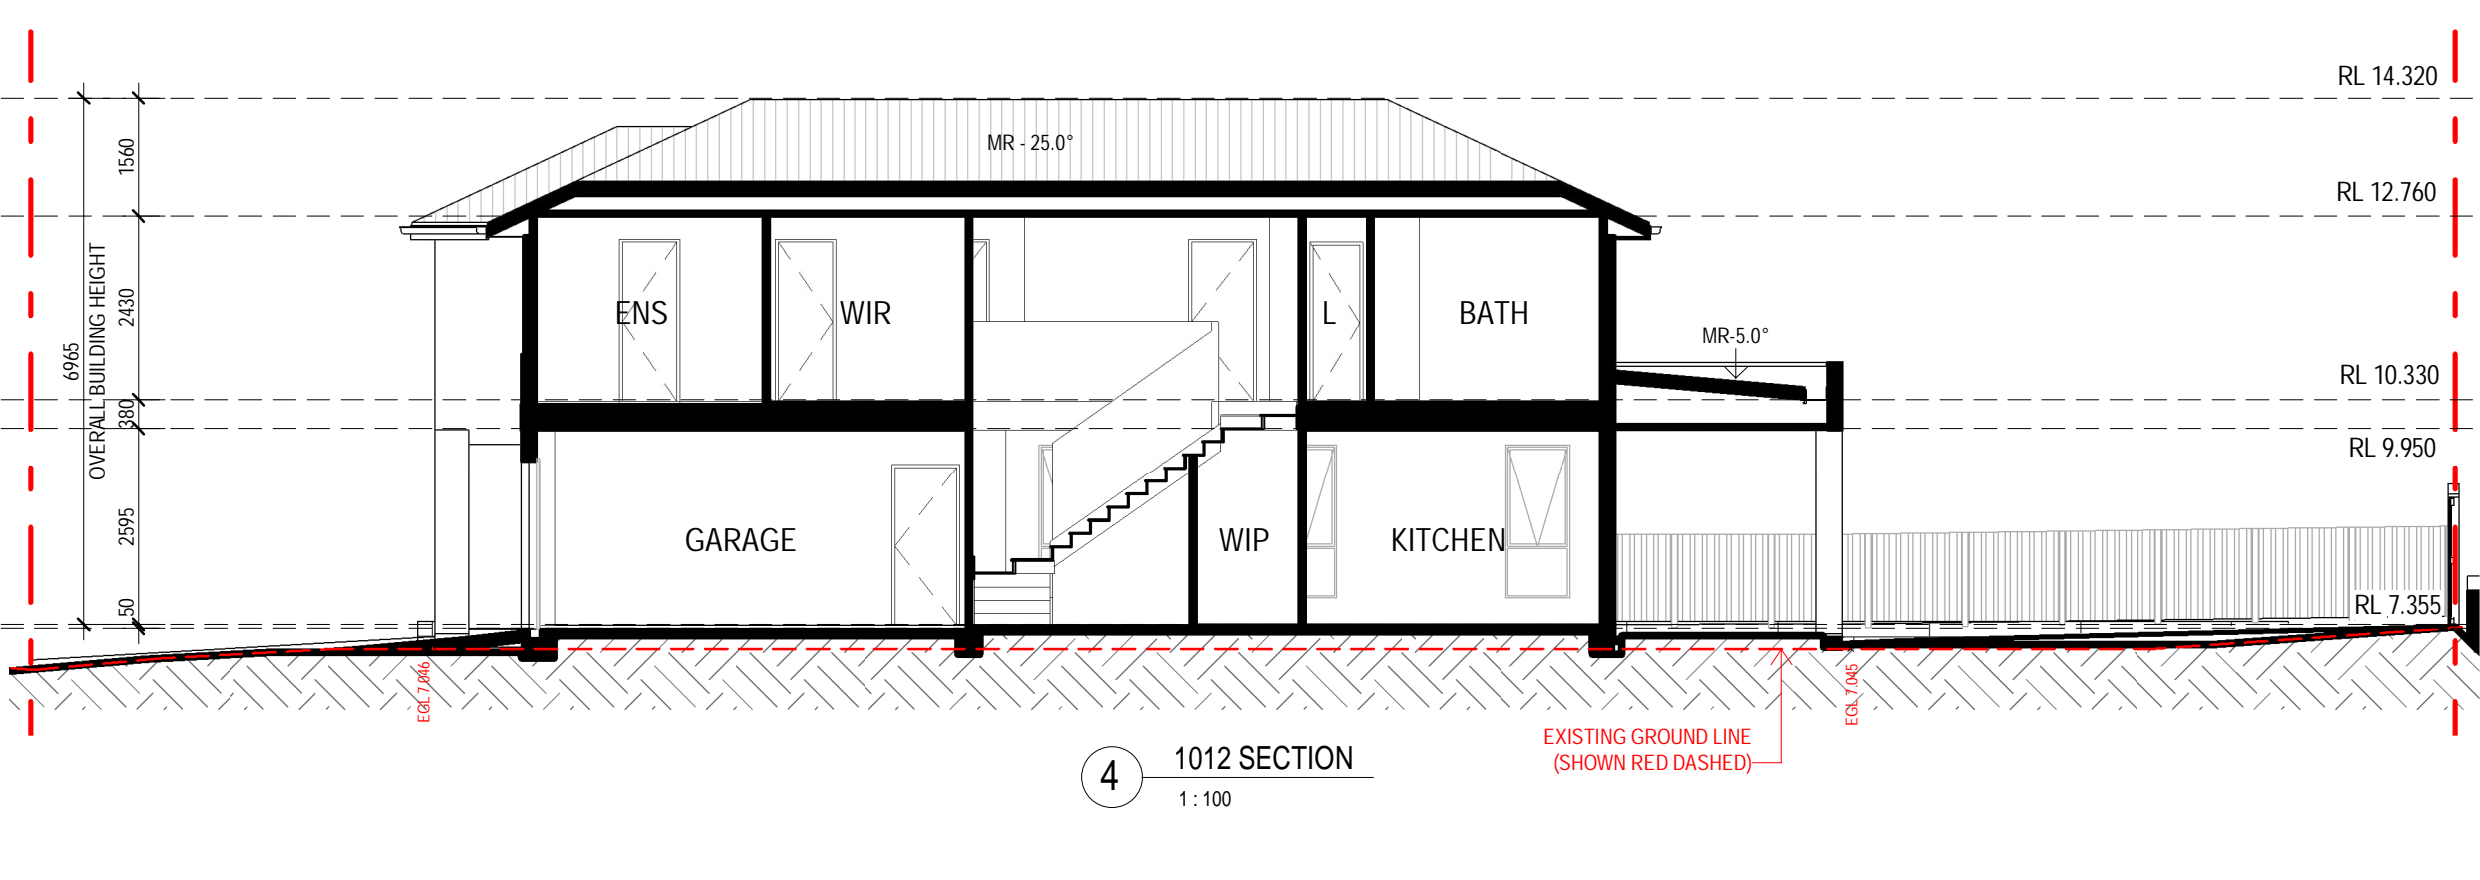 RL 14.320
1560
MR - 25.0°
RL 12.760
OVERALL BUILDING HEIGHT
6965
2430
ENS
WIR
L
BATH
MR-5.0°
RL 10.330
380
RL 9.950
2595
GARAGE
WIP
KITCHEN
50
RL 7.355
EGL 7.046
EGL 7.045
EXISTING GROUND LINE
(SHOWN RED DASHED)
4
1012 SECTION
1 : 100